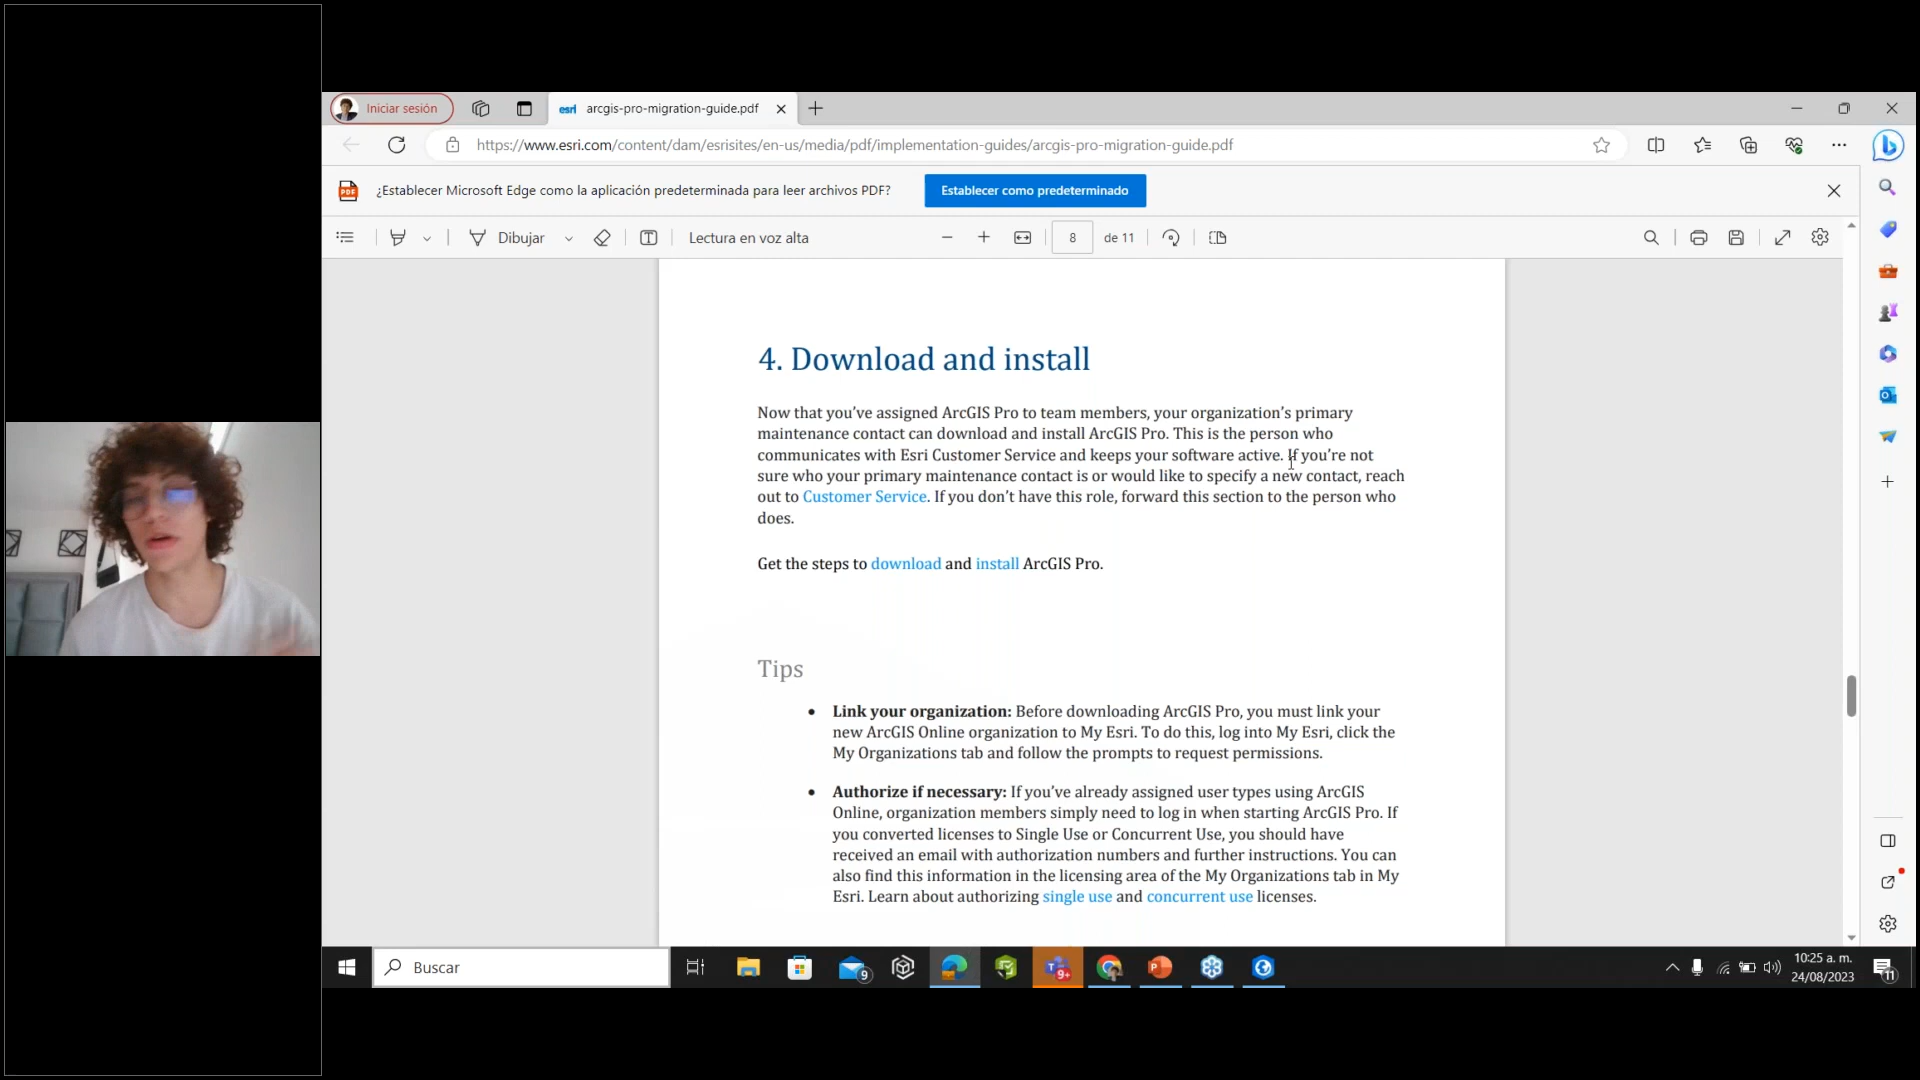 Iniciar sesión
esri arcgis-pro-migration-guide.pdf
https://www.esri.com/content/dam/esrisites/en-us/media/pdf/implementation-guides/arcgis-pro-migration-guide.pdf
PDF ¿Establecer Microsoft Edge como la aplicación predeterminada para leer archivos PDF? Establecer como predeterminado
Dibujar Lectura en voz alta 8 de 11
4. Download and install
Now that you've assigned ArcGIS Pro to team members, your organization's primary
maintenance contact can download and install ArcGIS Pro. This is the person who
communicates with Esri Customer Service and keeps your software active. If you're not
sure who your primary maintenance contact is or would like to specify a new contact, reach
out to Customer Service. If you don't have this role, forward this section to the person who
does.
Get the steps to download and install ArcGIS Pro.
Tips
• Link your organization: Before downloading ArcGIS Pro, you must link your
new ArcGIS Online organization to My Esri. To do this, log into My Esri, click the
My Organizations tab and follow the prompts to request permissions.
• Authorize if necessary: If you've already assigned user types using ArcGIS
Online, organization members simply need to log in when starting ArcGIS Pro. If
you converted licenses to Single Use or Concurrent Use, you should have
received an email with authorization numbers and further instructions. You can
also find this information in the licensing area of the My Organizations tab in My
Esri. Learn about authorizing single use and concurrent use licenses.
Buscar
9
9+
10:25 a. m.
24/08/2023
11